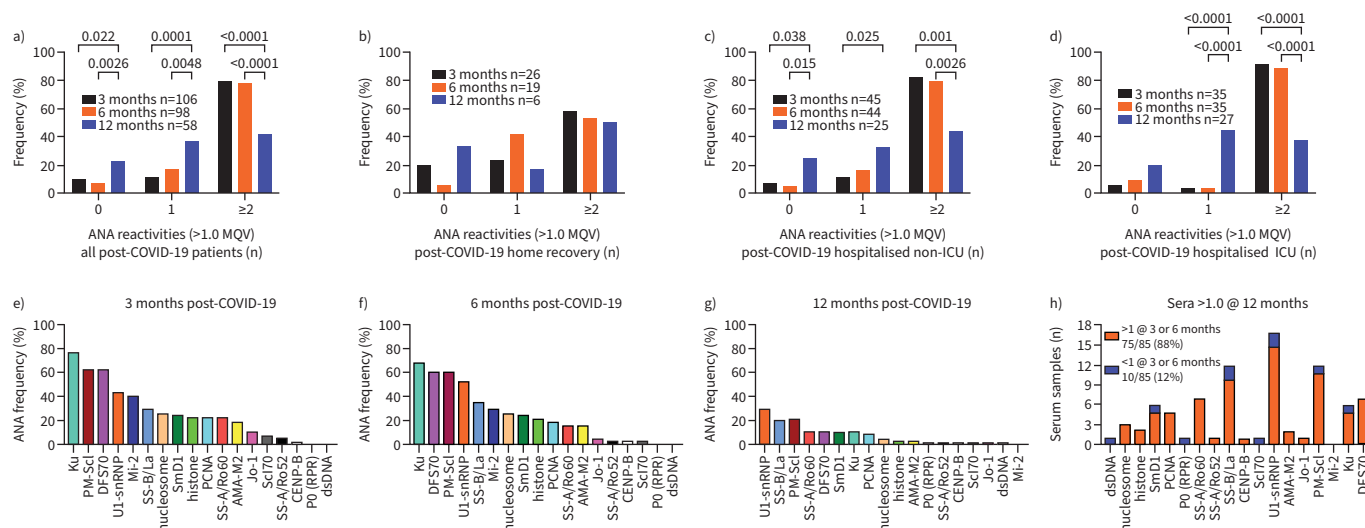 a)
0.022
0.0026
0.0001
0.0048
<0.0001
<0.0001
100
80
60
40
20
0
Frequency (%)
3 months n=106
6 months n=98
12 months n=58
0
1
≥2
ANA reactivities (>1.0 MQV)
all post-COVID-19 patients (n)
b)
100
80
60
40
20
0
Frequency (%)
3 months n=26
6 months n=19
12 months n=6
0
1
≥2
ANA reactivities (>1.0 MQV)
post-COVID-19 home recovery (n)
c)
0.038
0.015
0.025
0.001
0.0026
100
80
60
40
20
0
Frequency (%)
3 months n=45
6 months n=44
12 months n=25
0
1
≥2
ANA reactivities (>1.0 MQV)
post-COVID-19 hospitalised non-ICU (n)
d)
<0.0001
<0.0001
<0.0001
<0.0001
100
80
60
40
20
0
Frequency (%)
3 months n=35
6 months n=35
12 months n=27
0
1
≥2
ANA reactivities (>1.0 MQV)
post-COVID-19 hospitalised ICU (n)
e)
3 months post-COVID-19
100
80
60
40
20
0
ANA frequency (%)
Ku
PM-Scl
DFS70
U1-snRNP
Mi-2
SS-B/La
nucleosome
SmD1
histone
PCNA
SS-A/Ro60
AMA-M2
Jo-1
Scl70
SS-A/Ro52
CENP-B
P0 (RPR)
dsDNA
f)
6 months post-COVID-19
100
80
60
40
20
0
ANA frequency (%)
Ku
DFS70
PM-Scl
U1-snRNP
SS-B/La
Mi-2
nucleosome
SmD1
histone
PCNA
SS-A/Ro60
AMA-M2
Jo-1
SS-A/Ro52
CENP-B
Scl70
P0 (RPR)
dsDNA
g)
12 months post-COVID-19
100
80
60
40
20
0
ANA frequency (%)
U1-snRNP
SS-B/La
PM-Scl
SS-A/Ro60
DFS70
SmD1
Ku
PCNA
nucleosome
histone
AMA-M2
P0 (RPR)
SS-A/Ro52
CENP-B
Scl70
Jo-1
dsDNA
Mi-2
h)
Sera >1.0 @ 12 months
18
15
12
9
6
3
0
Serum samples (n)
>1 @ 3 or 6 months
75/85 (88%)
<1 @ 3 or 6 months
10/85 (12%)
dsDNA
nucleosome
histone
SmD1
PCNA
P0 (RPR)
SS-A/Ro60
SS-A/Ro52
SS-B/La
CENP-B
Scl70
U1-snRNP
AMA-M2
Jo-1
PM-Scl
Mi-2
Ku
DFS70